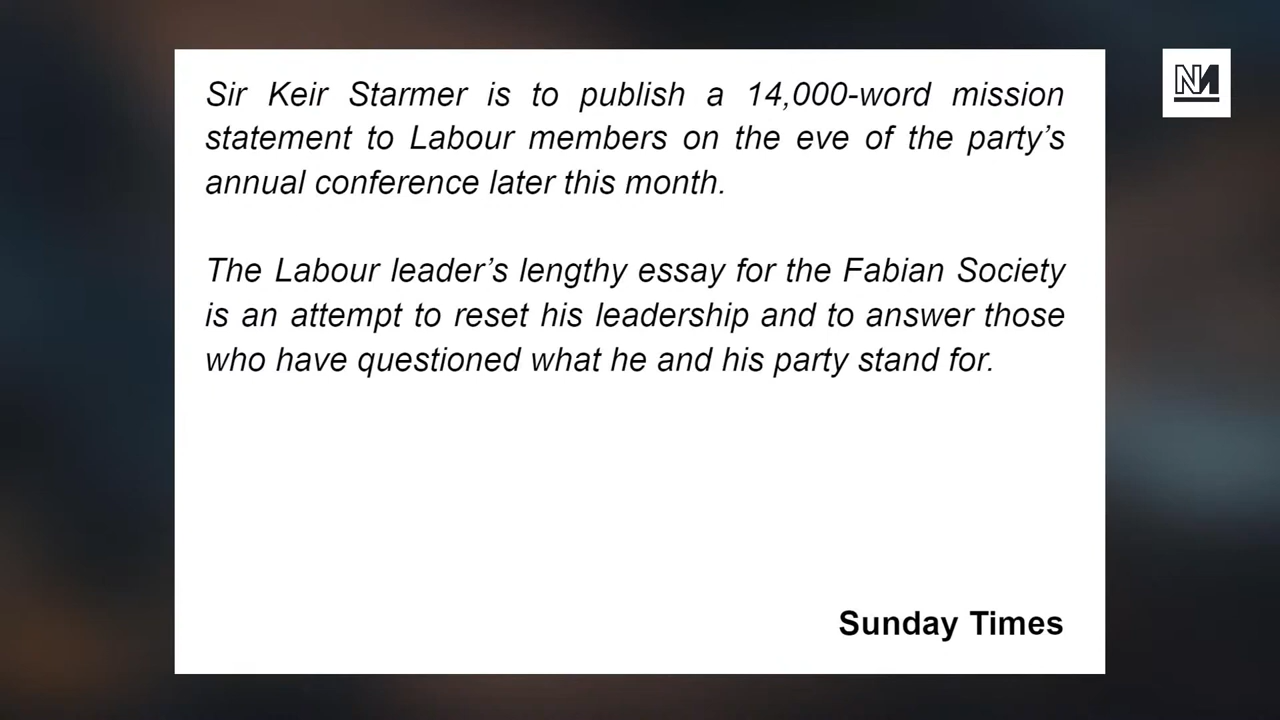 Sir Keir Starmer is to publish a 14,000-word mission
statement to Labour members on the eve of the party’s
annual conference later this month.
The Labour leader’s lengthy essay for the Fabian Society
is an attempt to reset his leadership and to answer those
who have questioned what he and his party stand for.
Sunday Times
NM